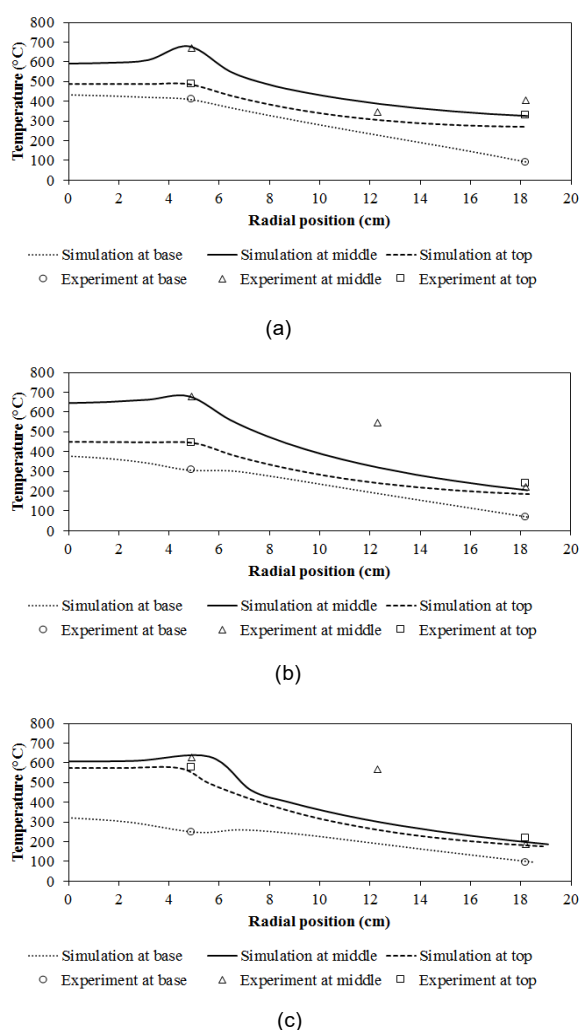 800
700
600
500
400
300
200
100
0
Temperature (°C)
0 2 4 6 8 10 12 14 16 18 20
Radial position (cm)
Simulation at base Simulation at middle Simulation at top
Experiment at base Experiment at middle Experiment at top
(a)
800
700
600
500
400
300
200
100
0
Temperature (°C)
0 2 4 6 8 10 12 14 16 18 20
Radial position (cm)
Simulation at base Simulation at middle Simulation at top
Experiment at base Experiment at middle Experiment at top
(b)
800
700
600
500
400
300
200
100
0
Temperature (°C)
0 2 4 6 8 10 12 14 16 18 20
Radial position (cm)
Simulation at base Simulation at middle Simulation at top
Experiment at base Experiment at middle Experiment at top
(c)